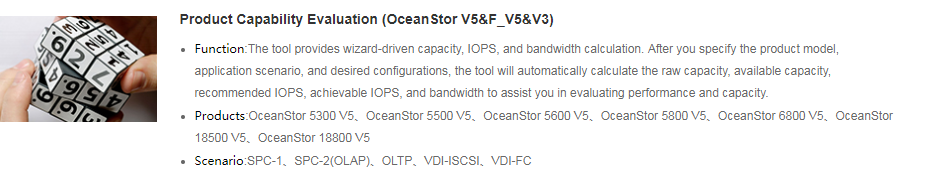 Product Capability Evaluation (OceanStor V5&F_V5&V3)
Function:The tool provides wizard-driven capacity, IOPS, and bandwidth calculation. After you specify the product model,
application scenario, and desired configurations, the tool will automatically calculate the raw capacity, available capacity,
recommended IOPS, achievable IOPS, and bandwidth to assist you in evaluating performance and capacity.
Products:OceanStor 5300 V5、OceanStor 5500 V5、OceanStor 5600 V5、OceanStor 5800 V5、OceanStor 6800 V5、OceanStor
18500 V5、OceanStor 18800 V5
Scenario:SPC-1、SPC-2(OLAP)、OLTP、VDI-ISCSI、VDI-FC